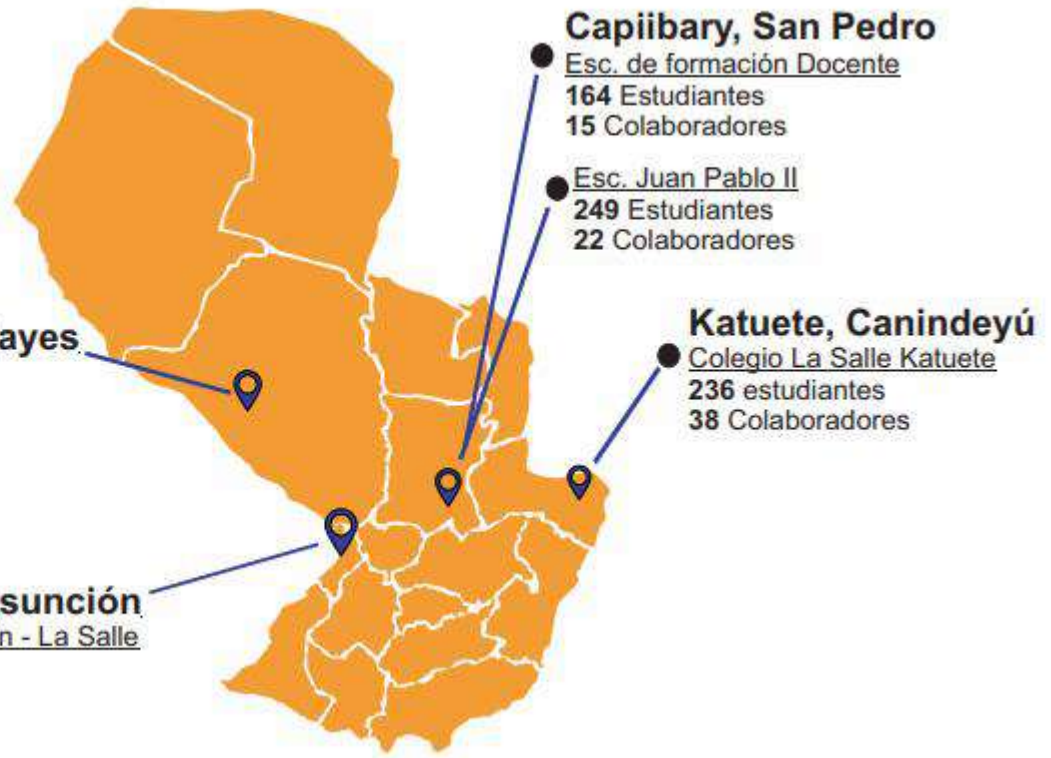 Capiibary, San Pedro
Esc. de formación Docente
164 Estudiantes
15 Colaboradores
Esc. Juan Pablo II
249 Estudiantes
22 Colaboradores
ayes
Katuete, Canindeyú
Colegio La Salle Katuete
236 estudiantes
38 Colaboradores
sunción
n - La Salle